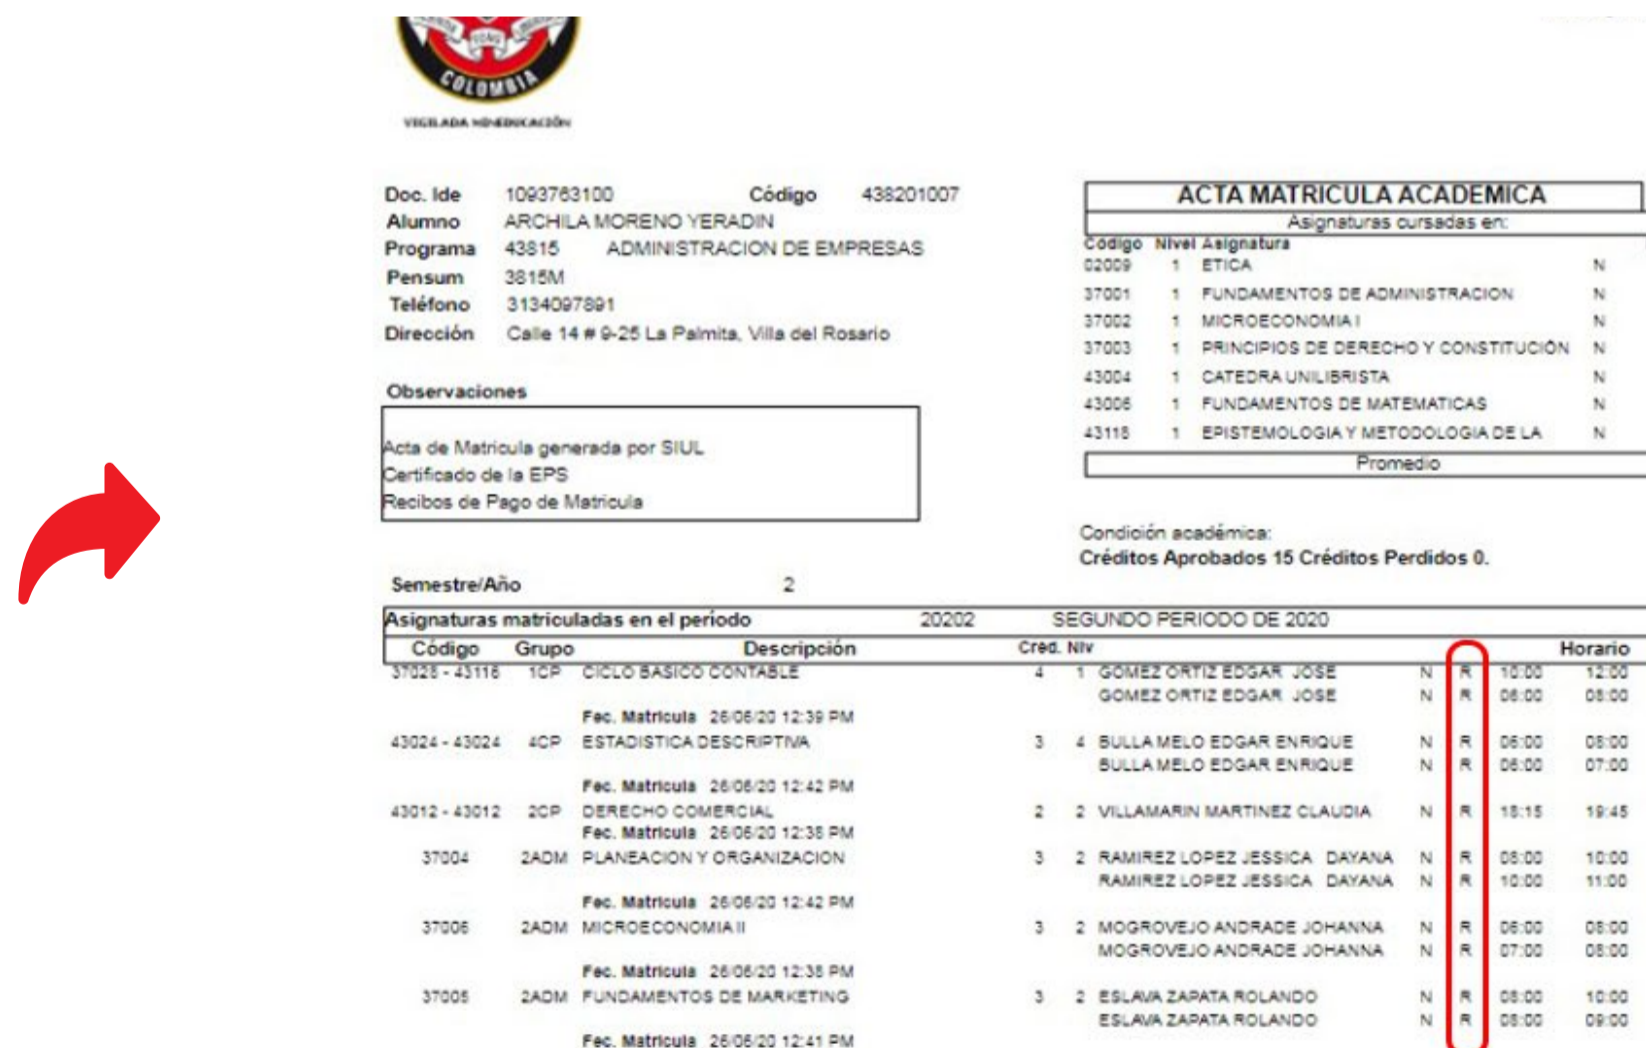 COLOMBIA
VIGILADA MINEDUCACIÓN
Doc. Ide 1093763100 Código 438201007
Alumno ARCHILA MORENO YERADIN
Programa 43815 ADMINISTRACION DE EMPRESAS
Pensum 3815M
Teléfono 3134097891
Dirección Calle 14 # 9-25 La Palmita, Villa del Rosario
Observaciones
Acta de Matricula generada por SIUL
Certificado de la EPS
Recibos de Pago de Matricula
ACTA MATRICULA ACADEMICA
Asignaturas cursadas en:
Código Nivel Asignatura
02009 1 ETICA N
37001 1 FUNDAMENTOS DE ADMINISTRACION N
37002 1 MICROECONOMIA I N
37003 1 PRINCIPIOS DE DERECHO Y CONSTITUCIÓN N
43004 1 CATEDRA UNILIBRISTA N
43006 1 FUNDAMENTOS DE MATEMATICAS N
43118 1 EPISTEMOLOGIA Y METODOLOGIA DE LA N
Promedio
Condición académica:
Créditos Aprobados 15 Créditos Perdidos 0.
Semestre/Año 2
Asignaturas matriculadas en el período 20202 SEGUNDO PERIODO DE 2020
Código Grupo Descripción Cred. Niv Horario
37028 - 43116 1CP CICLO BASICO CONTABLE 4 1 GOMEZ ORTIZ EDGAR JOSE N R 10:00 12:00
GOMEZ ORTIZ EDGAR JOSE N R 06:00 08:00
Fec. Matricula 26/06/20 12:39 PM
43024 - 43024 4CP ESTADISTICA DESCRIPTIVA 3 4 BULLA MELO EDGAR ENRIQUE N R 06:00 08:00
BULLA MELO EDGAR ENRIQUE N R 06:00 07:00
Fec. Matricula 26/06/20 12:42 PM
43012 - 43012 2CP DERECHO COMERCIAL 2 2 VILLAMARIN MARTINEZ CLAUDIA N R 18:15 19:45
Fec. Matricula 26/06/20 12:38 PM
37004 2ADM PLANEACION Y ORGANIZACION 3 2 RAMIREZ LOPEZ JESSICA DAYANA N R 08:00 10:00
RAMIREZ LOPEZ JESSICA DAYANA N R 10:00 11:00
Fec. Matricula 26/06/20 12:42 PM
37006 2ADM MICROECONOMIA II 3 2 MOGROVEJO ANDRADE JOHANNA N R 06:00 08:00
MOGROVEJO ANDRADE JOHANNA N R 07:00 08:00
Fec. Matricula 26/06/20 12:38 PM
37005 2ADM FUNDAMENTOS DE MARKETING 3 2 ESLAVA ZAPATA ROLANDO N R 08:00 10:00
ESLAVA ZAPATA ROLANDO N R 08:00 09:00
Fec. Matricula 26/06/20 12:41 PM